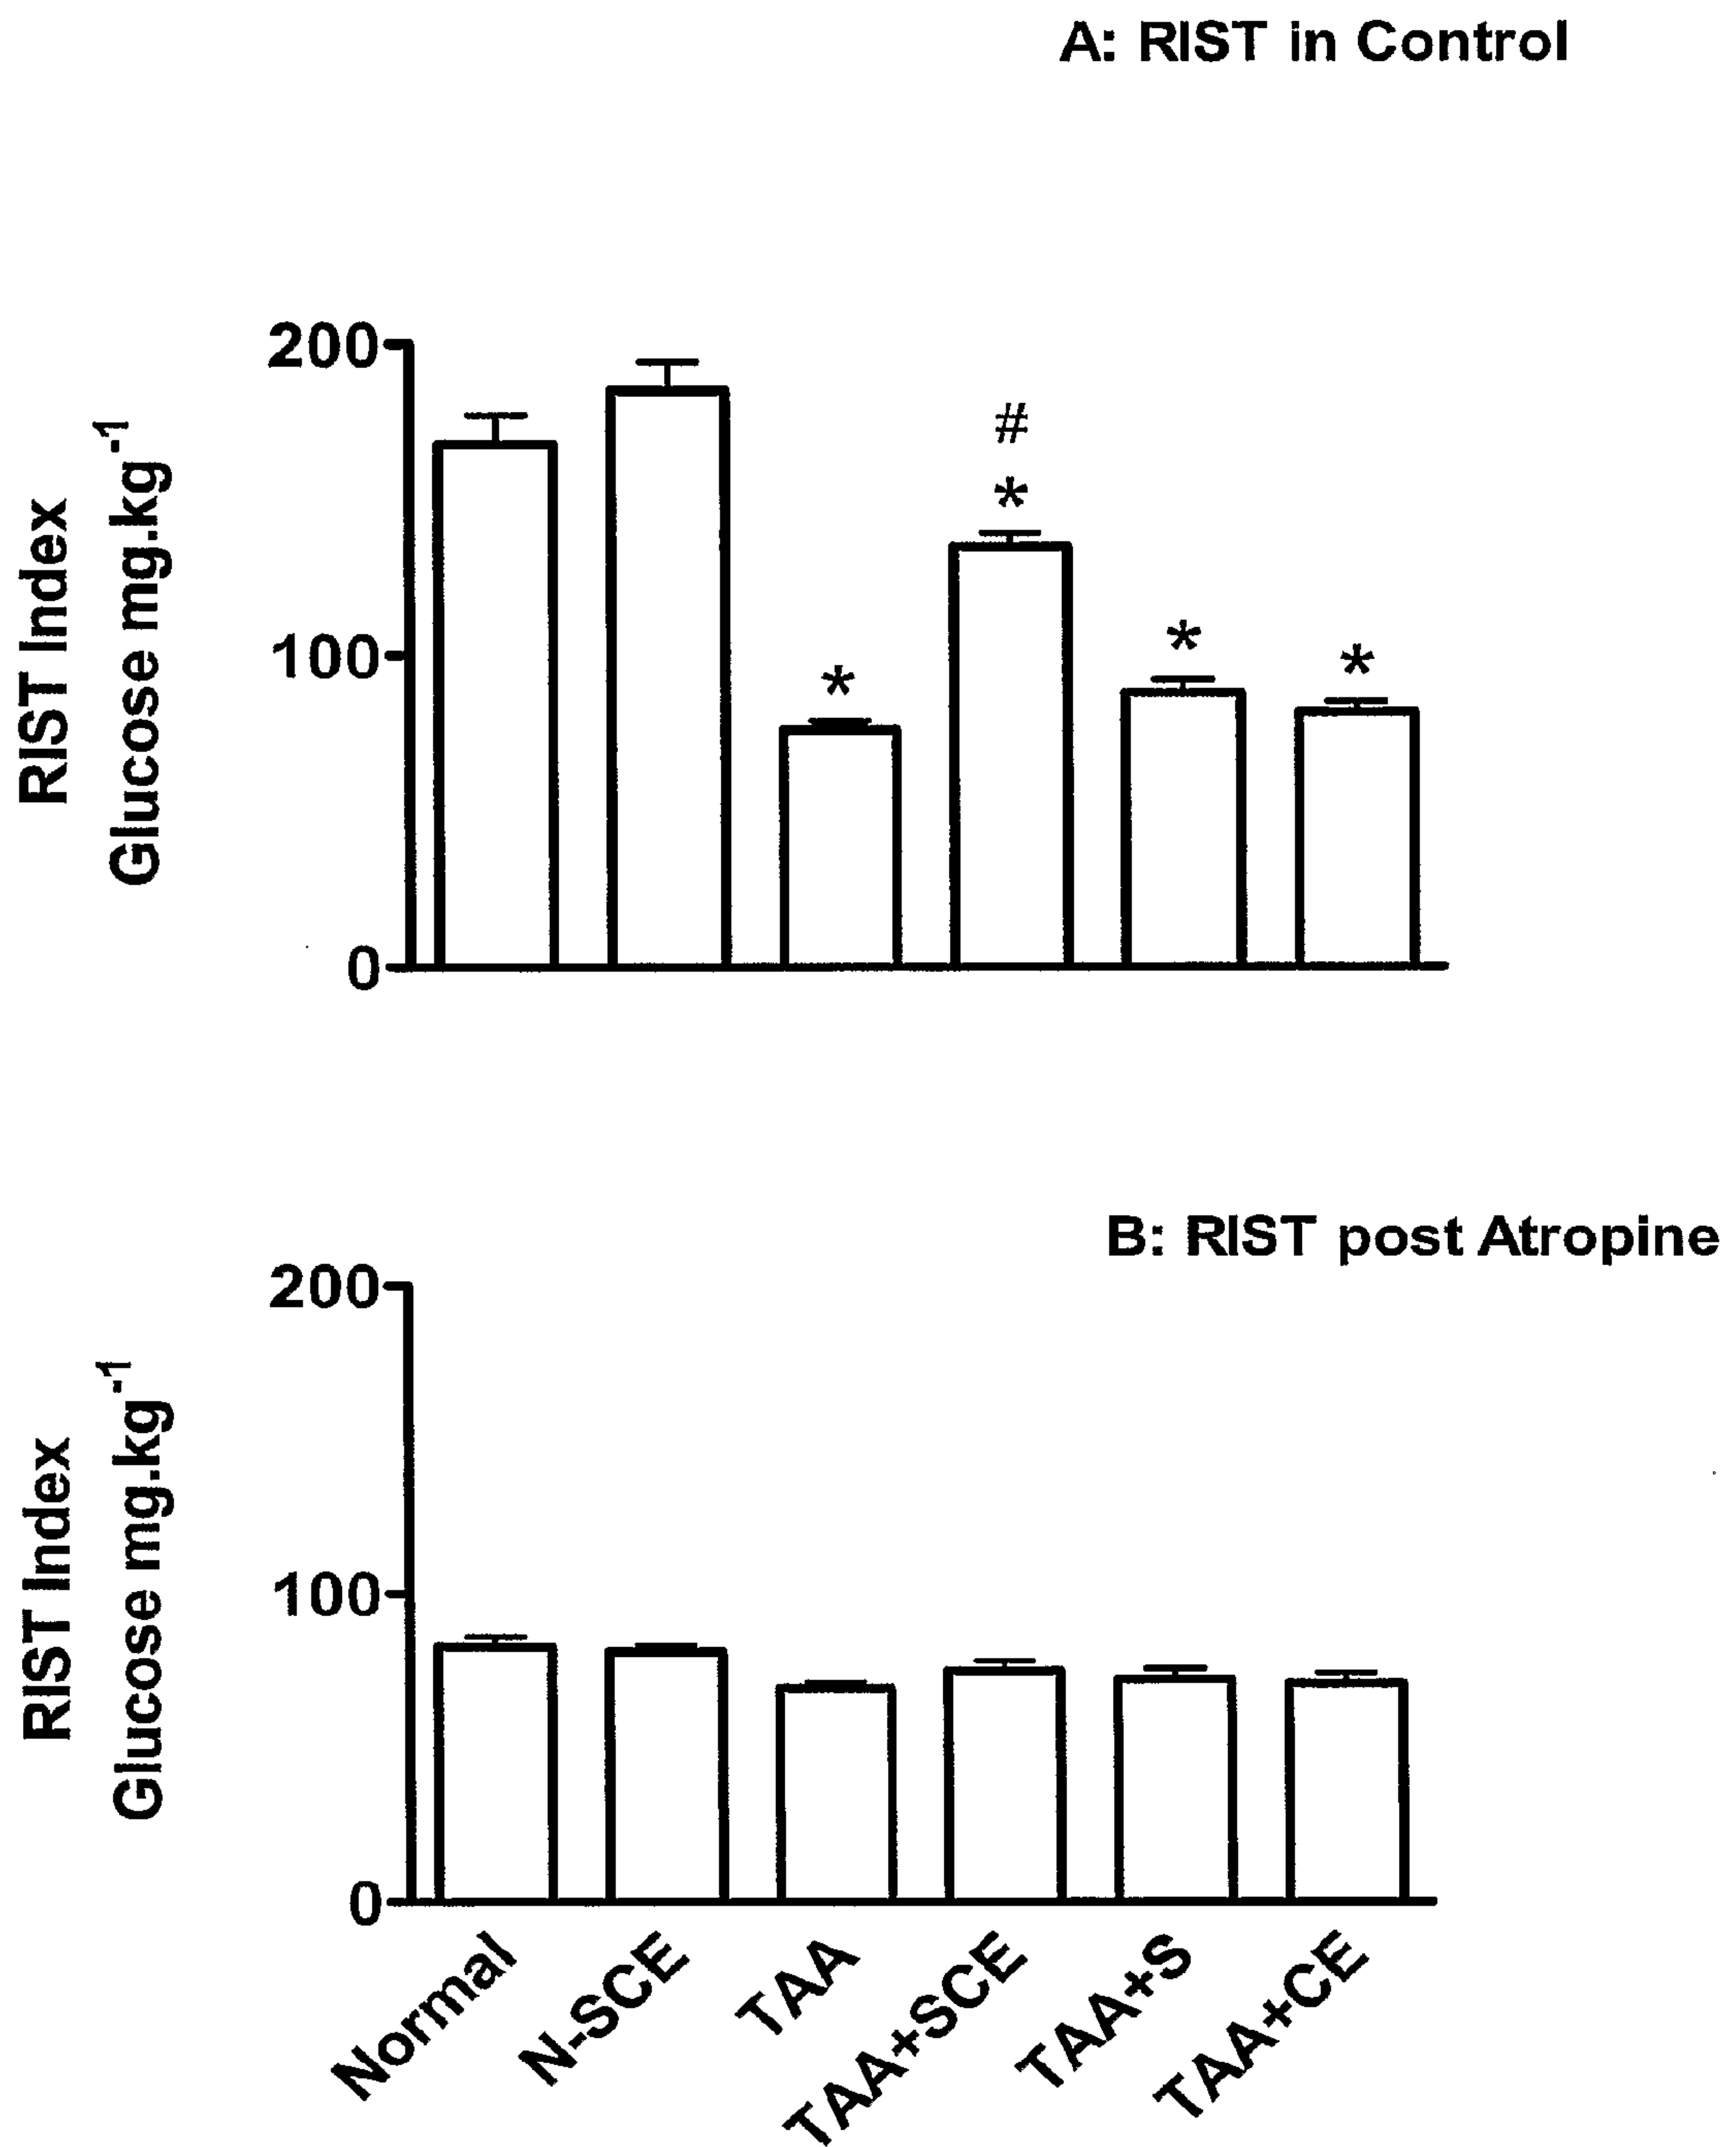 A: RIST in Control
RIST Index
Glucose mg.kg-1
200
100
0
#
*
*
*
*
B: RIST post Atropine
RIST Index
Glucose mg.kg-1
200
100
0
Normal
N-SCE
TAA
TAA+SCE
TAA+S
TAA+CE